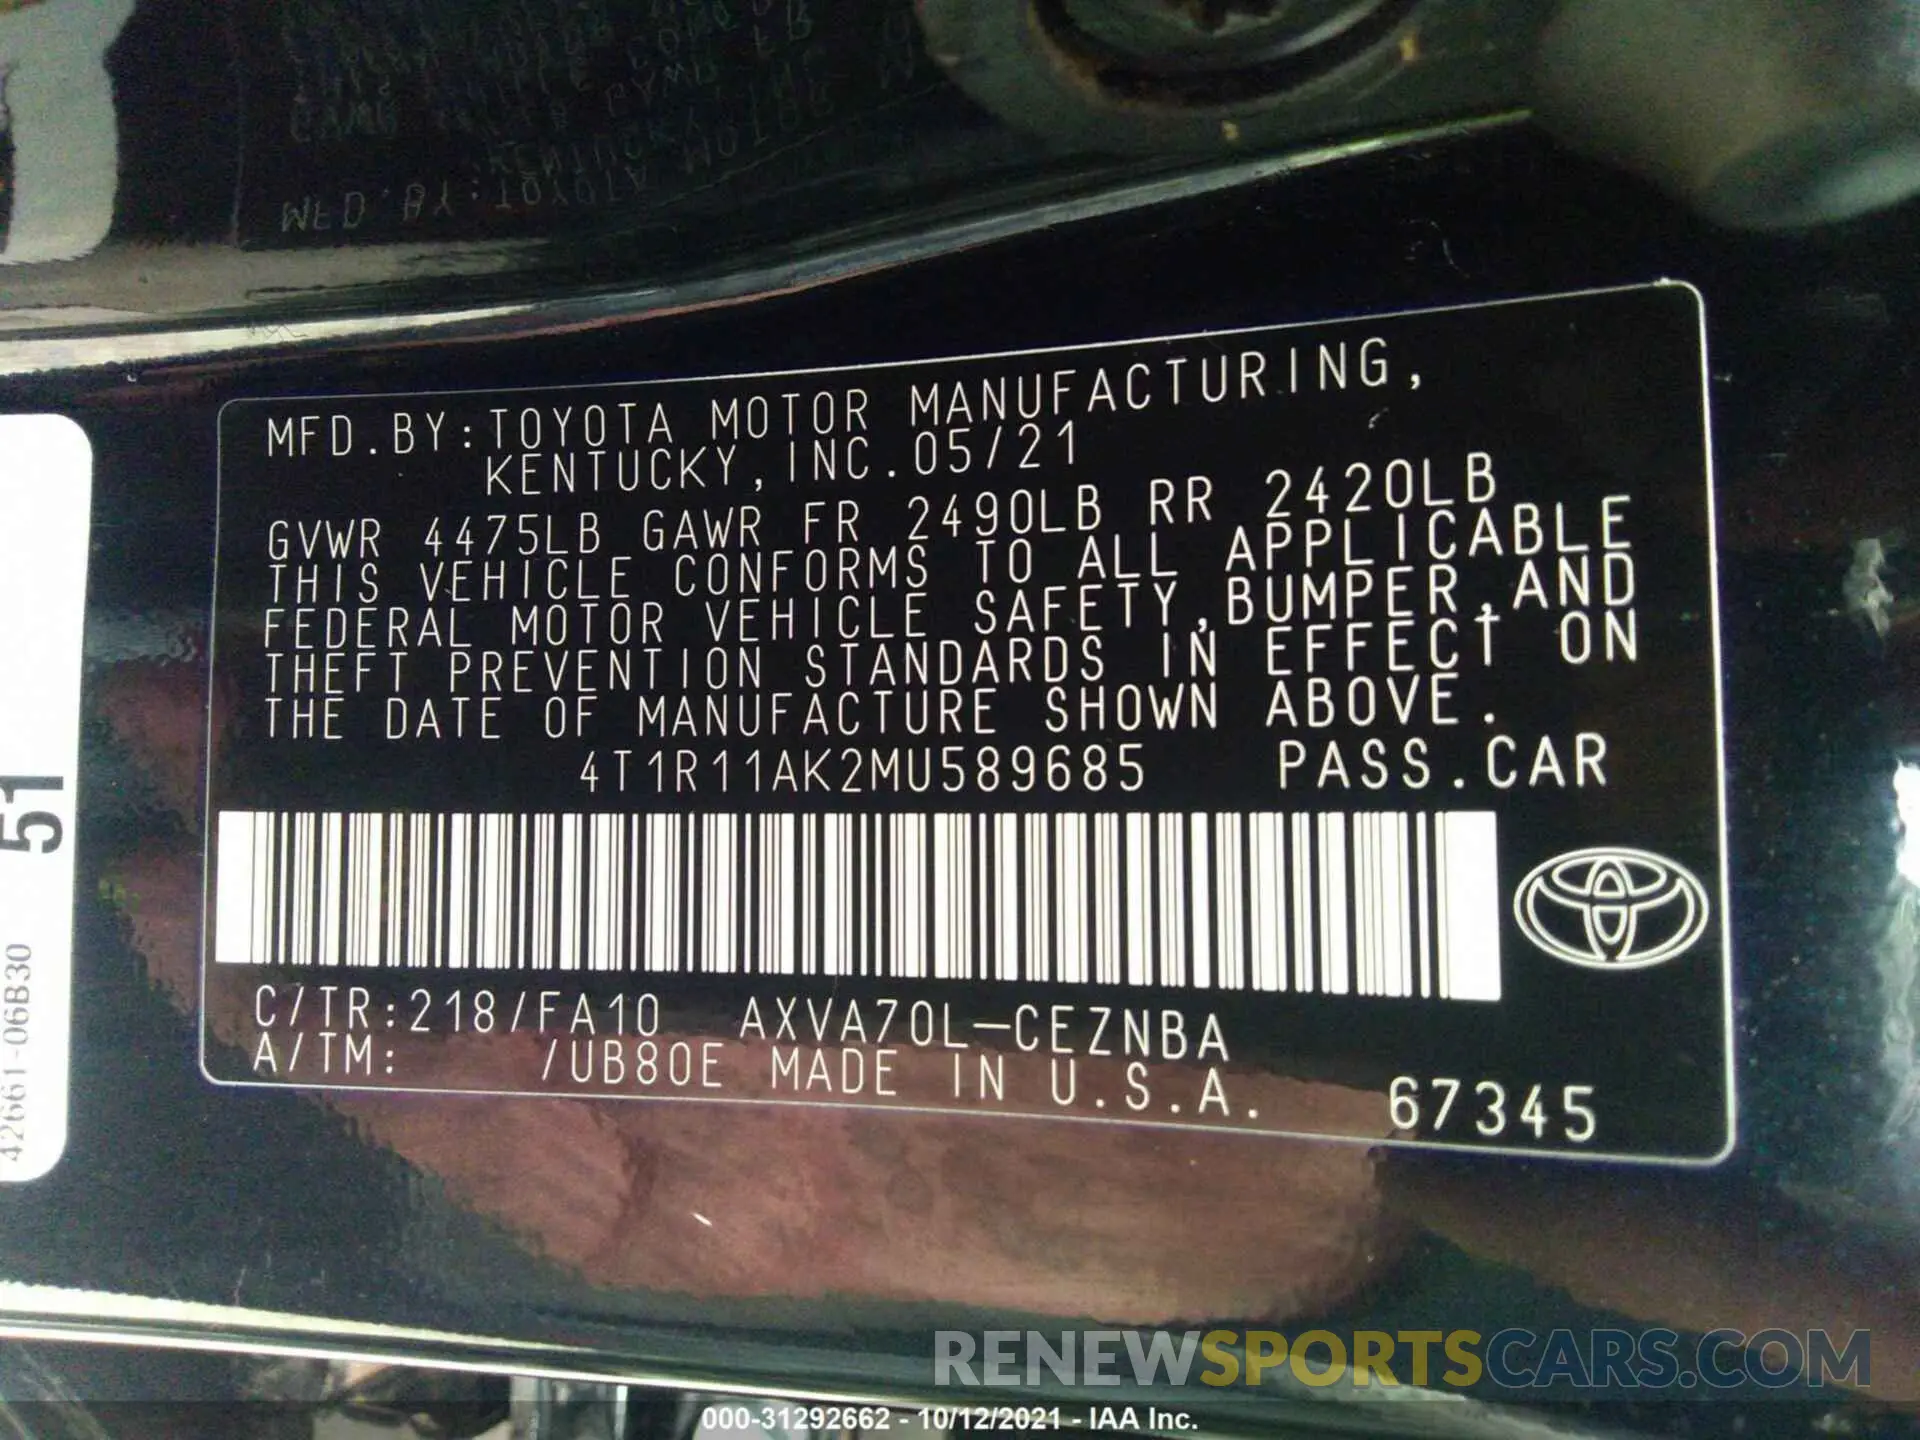 MFD.BY:TOYOTA MOTOR MANUFACTURING,
KENTUCKY,INC.05/21
GVWR 4475LB GAWR FR 2490LB RR 2420LB
THIS VEHICLE CONFORMS TO ALL APPLICABLE
FEDERAL MOTOR VEHICLE SAFETY,BUMPER,AND
THEFT PREVENTION STANDARDS IN EFFECT ON
THE DATE OF MANUFACTURE SHOWN ABOVE.
4T1R11AK2MU589685 PASS.CAR
C/TR:218/FA10 AXVA70L-CEZNBA
A/TM: /UB80E MADE IN U.S.A. 67345
51
42661-06B30
RENEWSPORTSCARS.COM
000-31292662 - 10/12/2021 - IAA Inc.